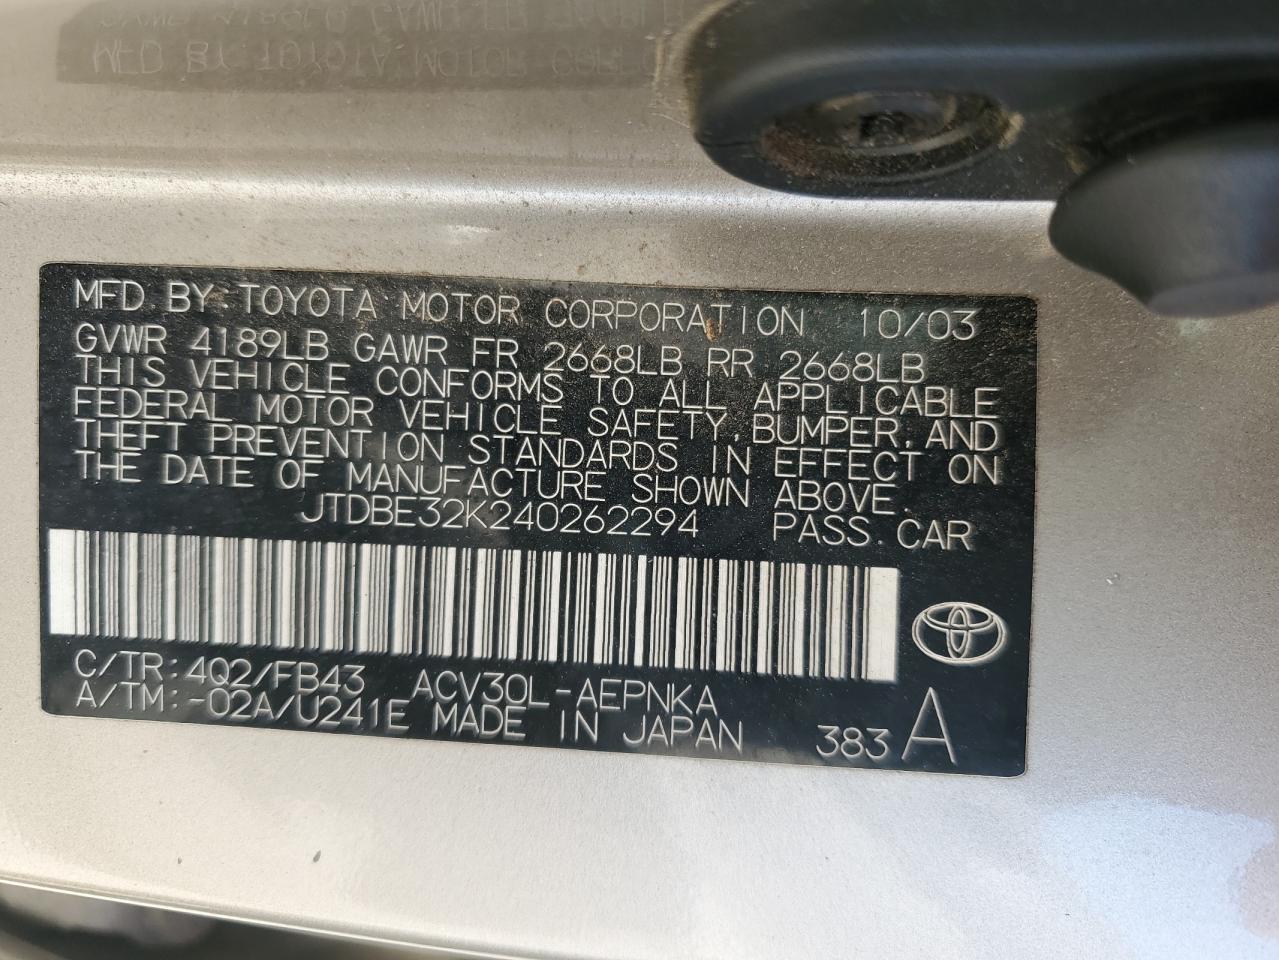 MFD BY: TOYOTA MOTOR CORPORATION 10/03
GVWR 4189LB GAWR FR 2668LB RR 2668LB
THIS VEHICLE CONFORMS TO ALL APPLICABLE
FEDERAL MOTOR VEHICLE SAFETY, BUMPER, AND
THEFT PREVENTION STANDARDS IN EFFECT ON
THE DATE OF MANUFACTURE SHOWN ABOVE.
JTDBE32K240262294 PASS. CAR
C/TR: 4Q2/FB43 ACV30L-AEPNKA
A/TM: -02A/U241E MADE IN JAPAN 383 A